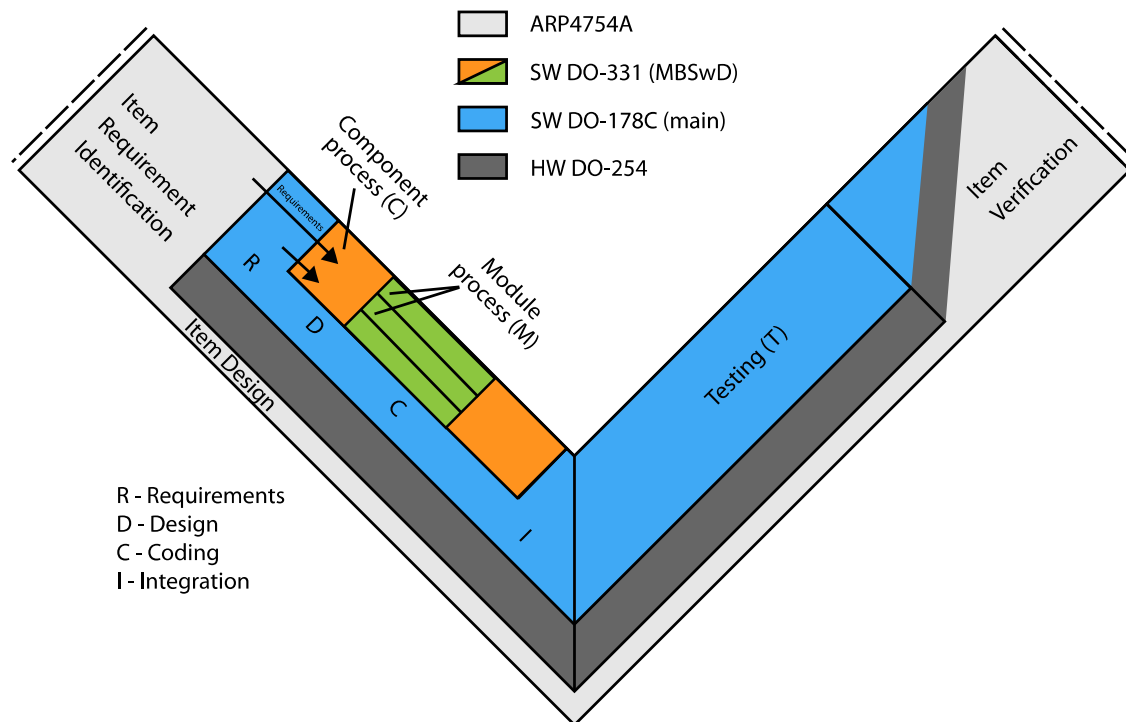 ARP4754A
SW DO-331 (MBSwD)
SW DO-178C (main)
HW DO-254
Item
Requirement
Identification
Requirements
Component
process (C)
Module
process (M)
R
D
C
I
Item Design
Testing (T)
Item
Verification
R - Requirements
D - Design
C - Coding
I - Integration